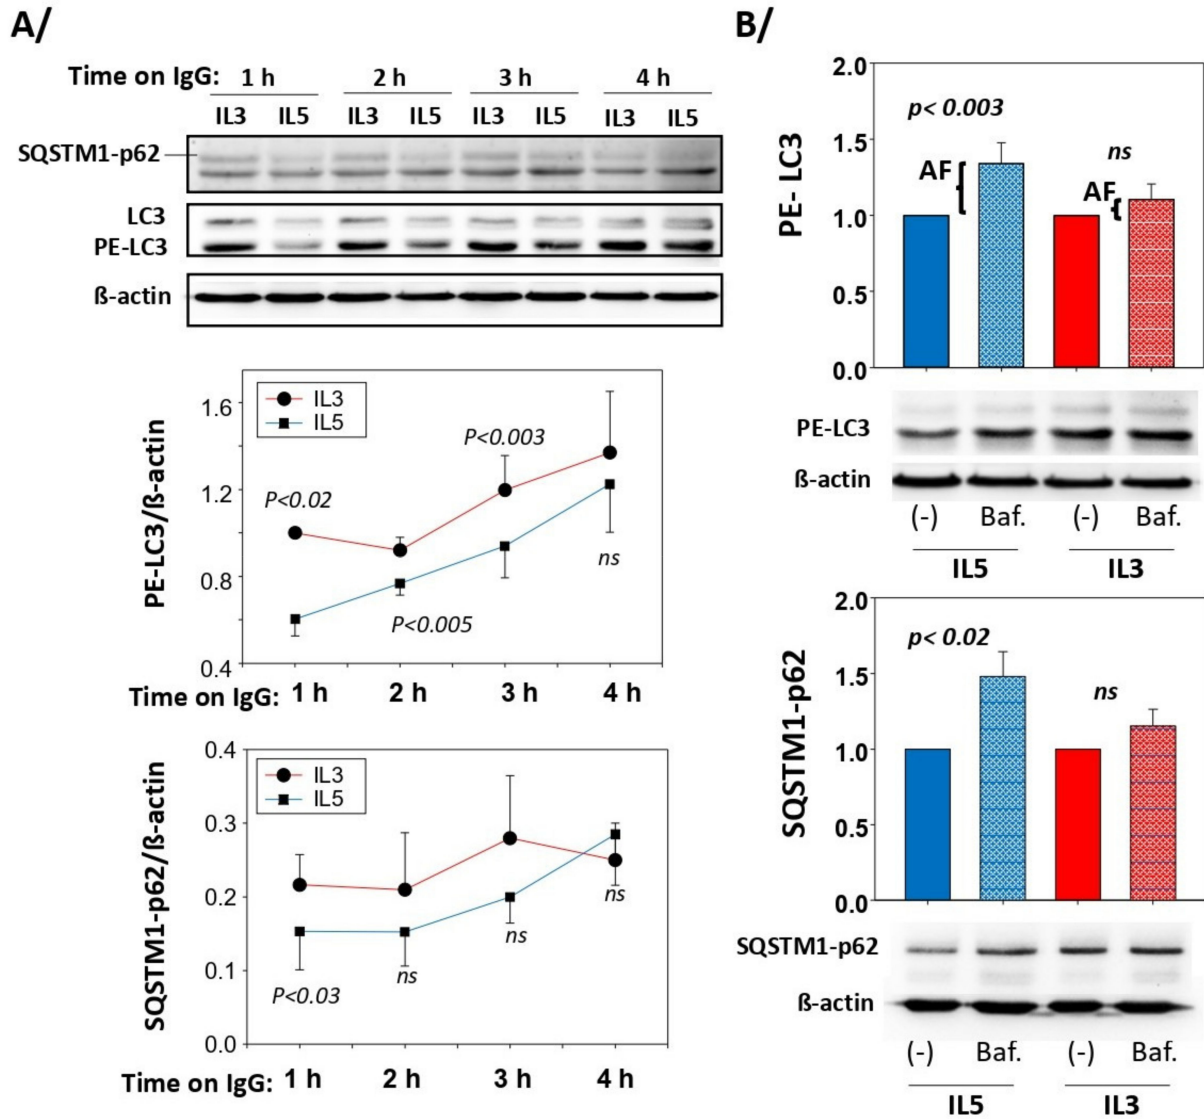 A/
Time on IgG: 1 h 2 h 3 h 4 h
IL3 IL5 IL3 IL5 IL3 IL5 IL3 IL5
SQSTM1-p62
LC3
PE-LC3
ß-actin
PE-LC3/ß-actin
1.6
1.2
0.8
0.4
IL3
IL5
P<0.02
P<0.003
P<0.005
ns
Time on IgG: 1 h 2 h 3 h 4 h
SQSTM1-p62/ß-actin
0.4
0.3
0.2
0.1
0.0
IL3
IL5
P<0.03
ns
ns
ns
Time on IgG: 1 h 2 h 3 h 4 h
B/
PE- LC3
2.0
1.5
1.0
0.5
0.0
p< 0.003
ns
AF
AF
PE-LC3
ß-actin
(-) Baf. (-) Baf.
IL5 IL3
SQSTM1-p62
2.0
1.5
1.0
0.5
0.0
p< 0.02
ns
SQSTM1-p62
ß-actin
(-) Baf. (-) Baf.
IL5 IL3